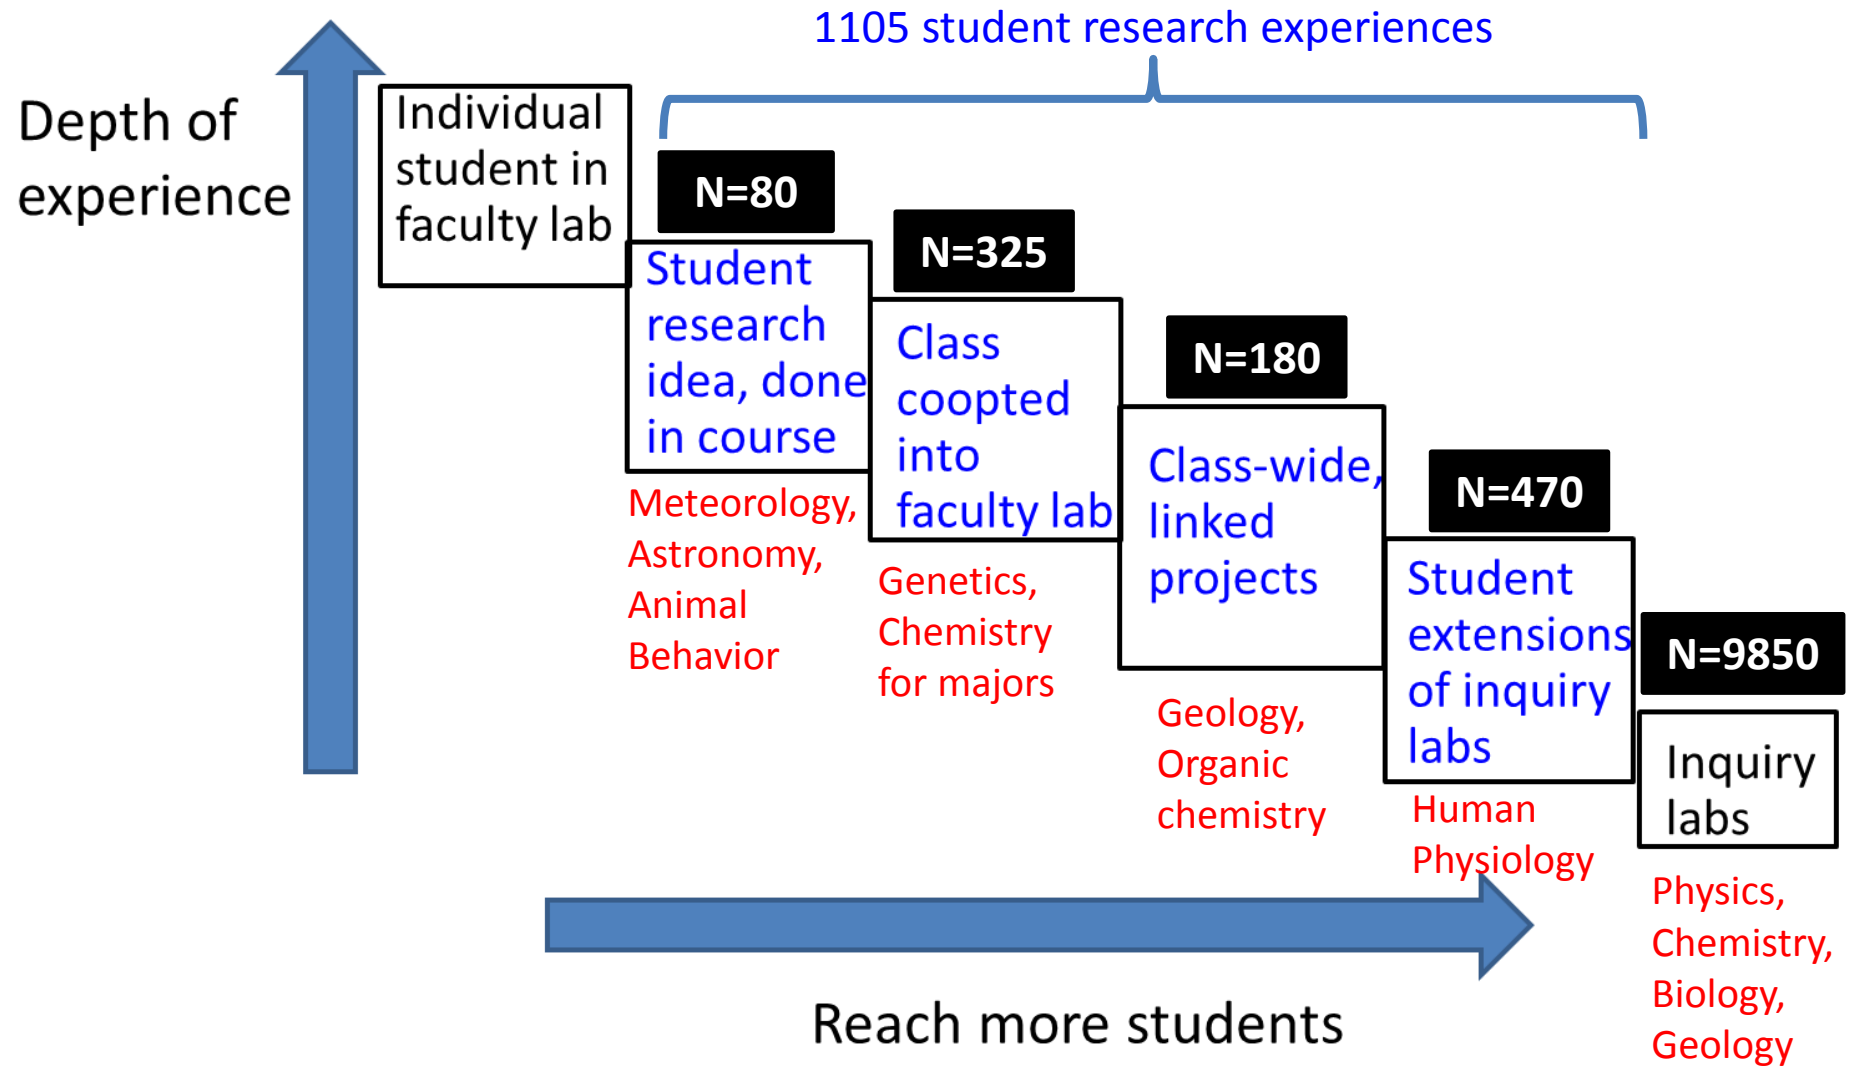 1105 student research experiences
Depth of
experience
Individual
student in
faculty lab
N=80
Student
research
idea, done
in course
Meteorology,
Astronomy,
Animal
Behavior
N=325
Class
coopted
into
faculty lab
Genetics,
Chemistry
for majors
N=180
Class-wide,
linked
projects
Geology,
Organic
chemistry
N=470
Student
extensions
of inquiry
labs
Human
Physiology
N=9850
Inquiry
labs
Physics,
Chemistry,
Biology,
Geology
Reach more students